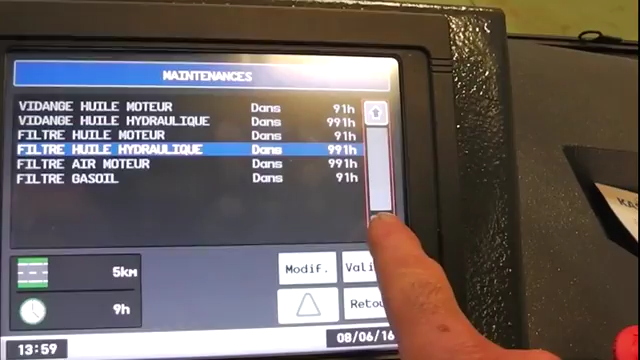 MAINTENANCES
VIDANGE HUILE MOTEUR Dans 91h
VIDANGE HUILE HYDRAULIQUE Dans 991h
FILTRE HUILE MOTEUR Dans 91h
FILTRE HUILE HYDRAULIQUE Dans 991h
FILTRE AIR MOTEUR Dans 991h
FILTRE GASOIL Dans 91h
5KM
Modif. Vali
9h
Retou
13:59
08/06/16